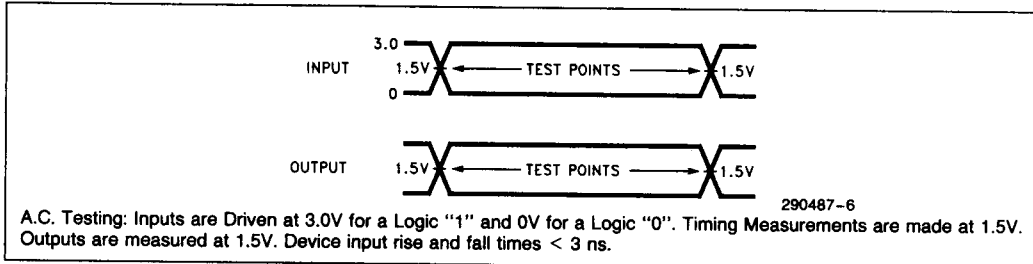 3.0
INPUT 1.5V TEST POINTS 1.5V
0
OUTPUT 1.5V TEST POINTS 1.5V
290487-6
A.C. Testing: Inputs are Driven at 3.0V for a Logic "1" and 0V for a Logic "0". Timing Measurements are made at 1.5V.
Outputs are measured at 1.5V. Device input rise and fall times < 3 ns.